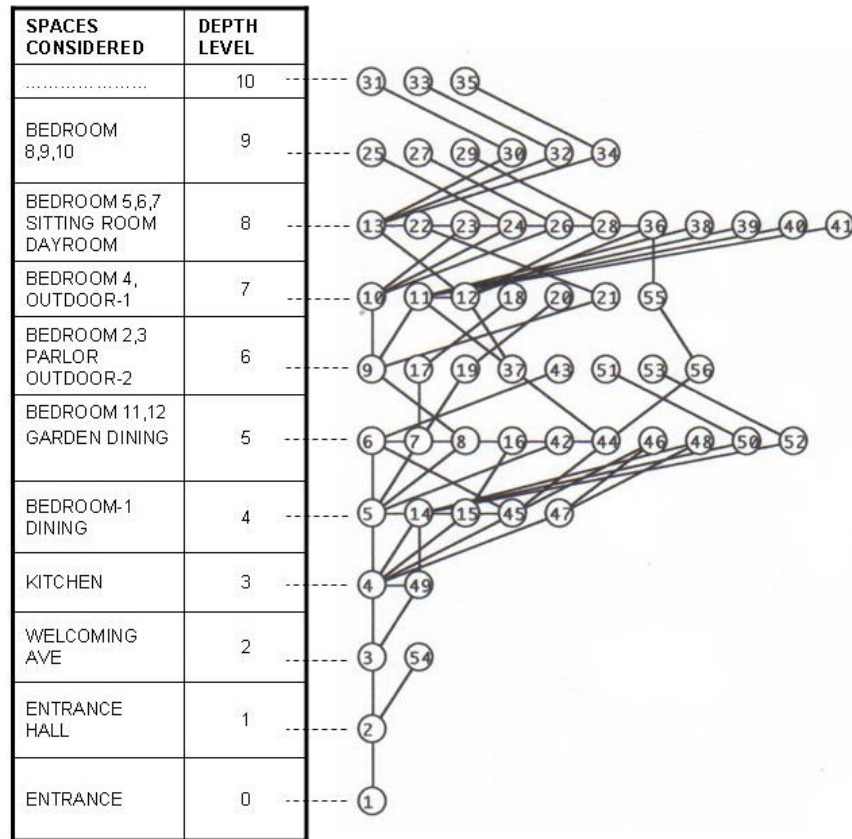 SPACES CONSIDERED DEPTH LEVEL
..................... 10 31 33 35
BEDROOM
8,9,10 9 25 27 29 30 32 34
BEDROOM 5,6,7
SITTING ROOM 8 13 22 23 24 26 28 36 38 39 40 41
DAYROOM
BEDROOM 4,
OUTDOOR-1 7 10 11 12 18 20 21 55
BEDROOM 2,3
PARLOR 6 9 17 19 37 43 51 53 56
OUTDOOR-2
BEDROOM 11,12
GARDEN DINING 5 6 7 8 16 42 44 46 48 50 52
BEDROOM-1
DINING 4 5 14 15 45 47
KITCHEN 3 4 49
WELCOMING
AVE 2 3 54
ENTRANCE
HALL 1 2
ENTRANCE 0 1